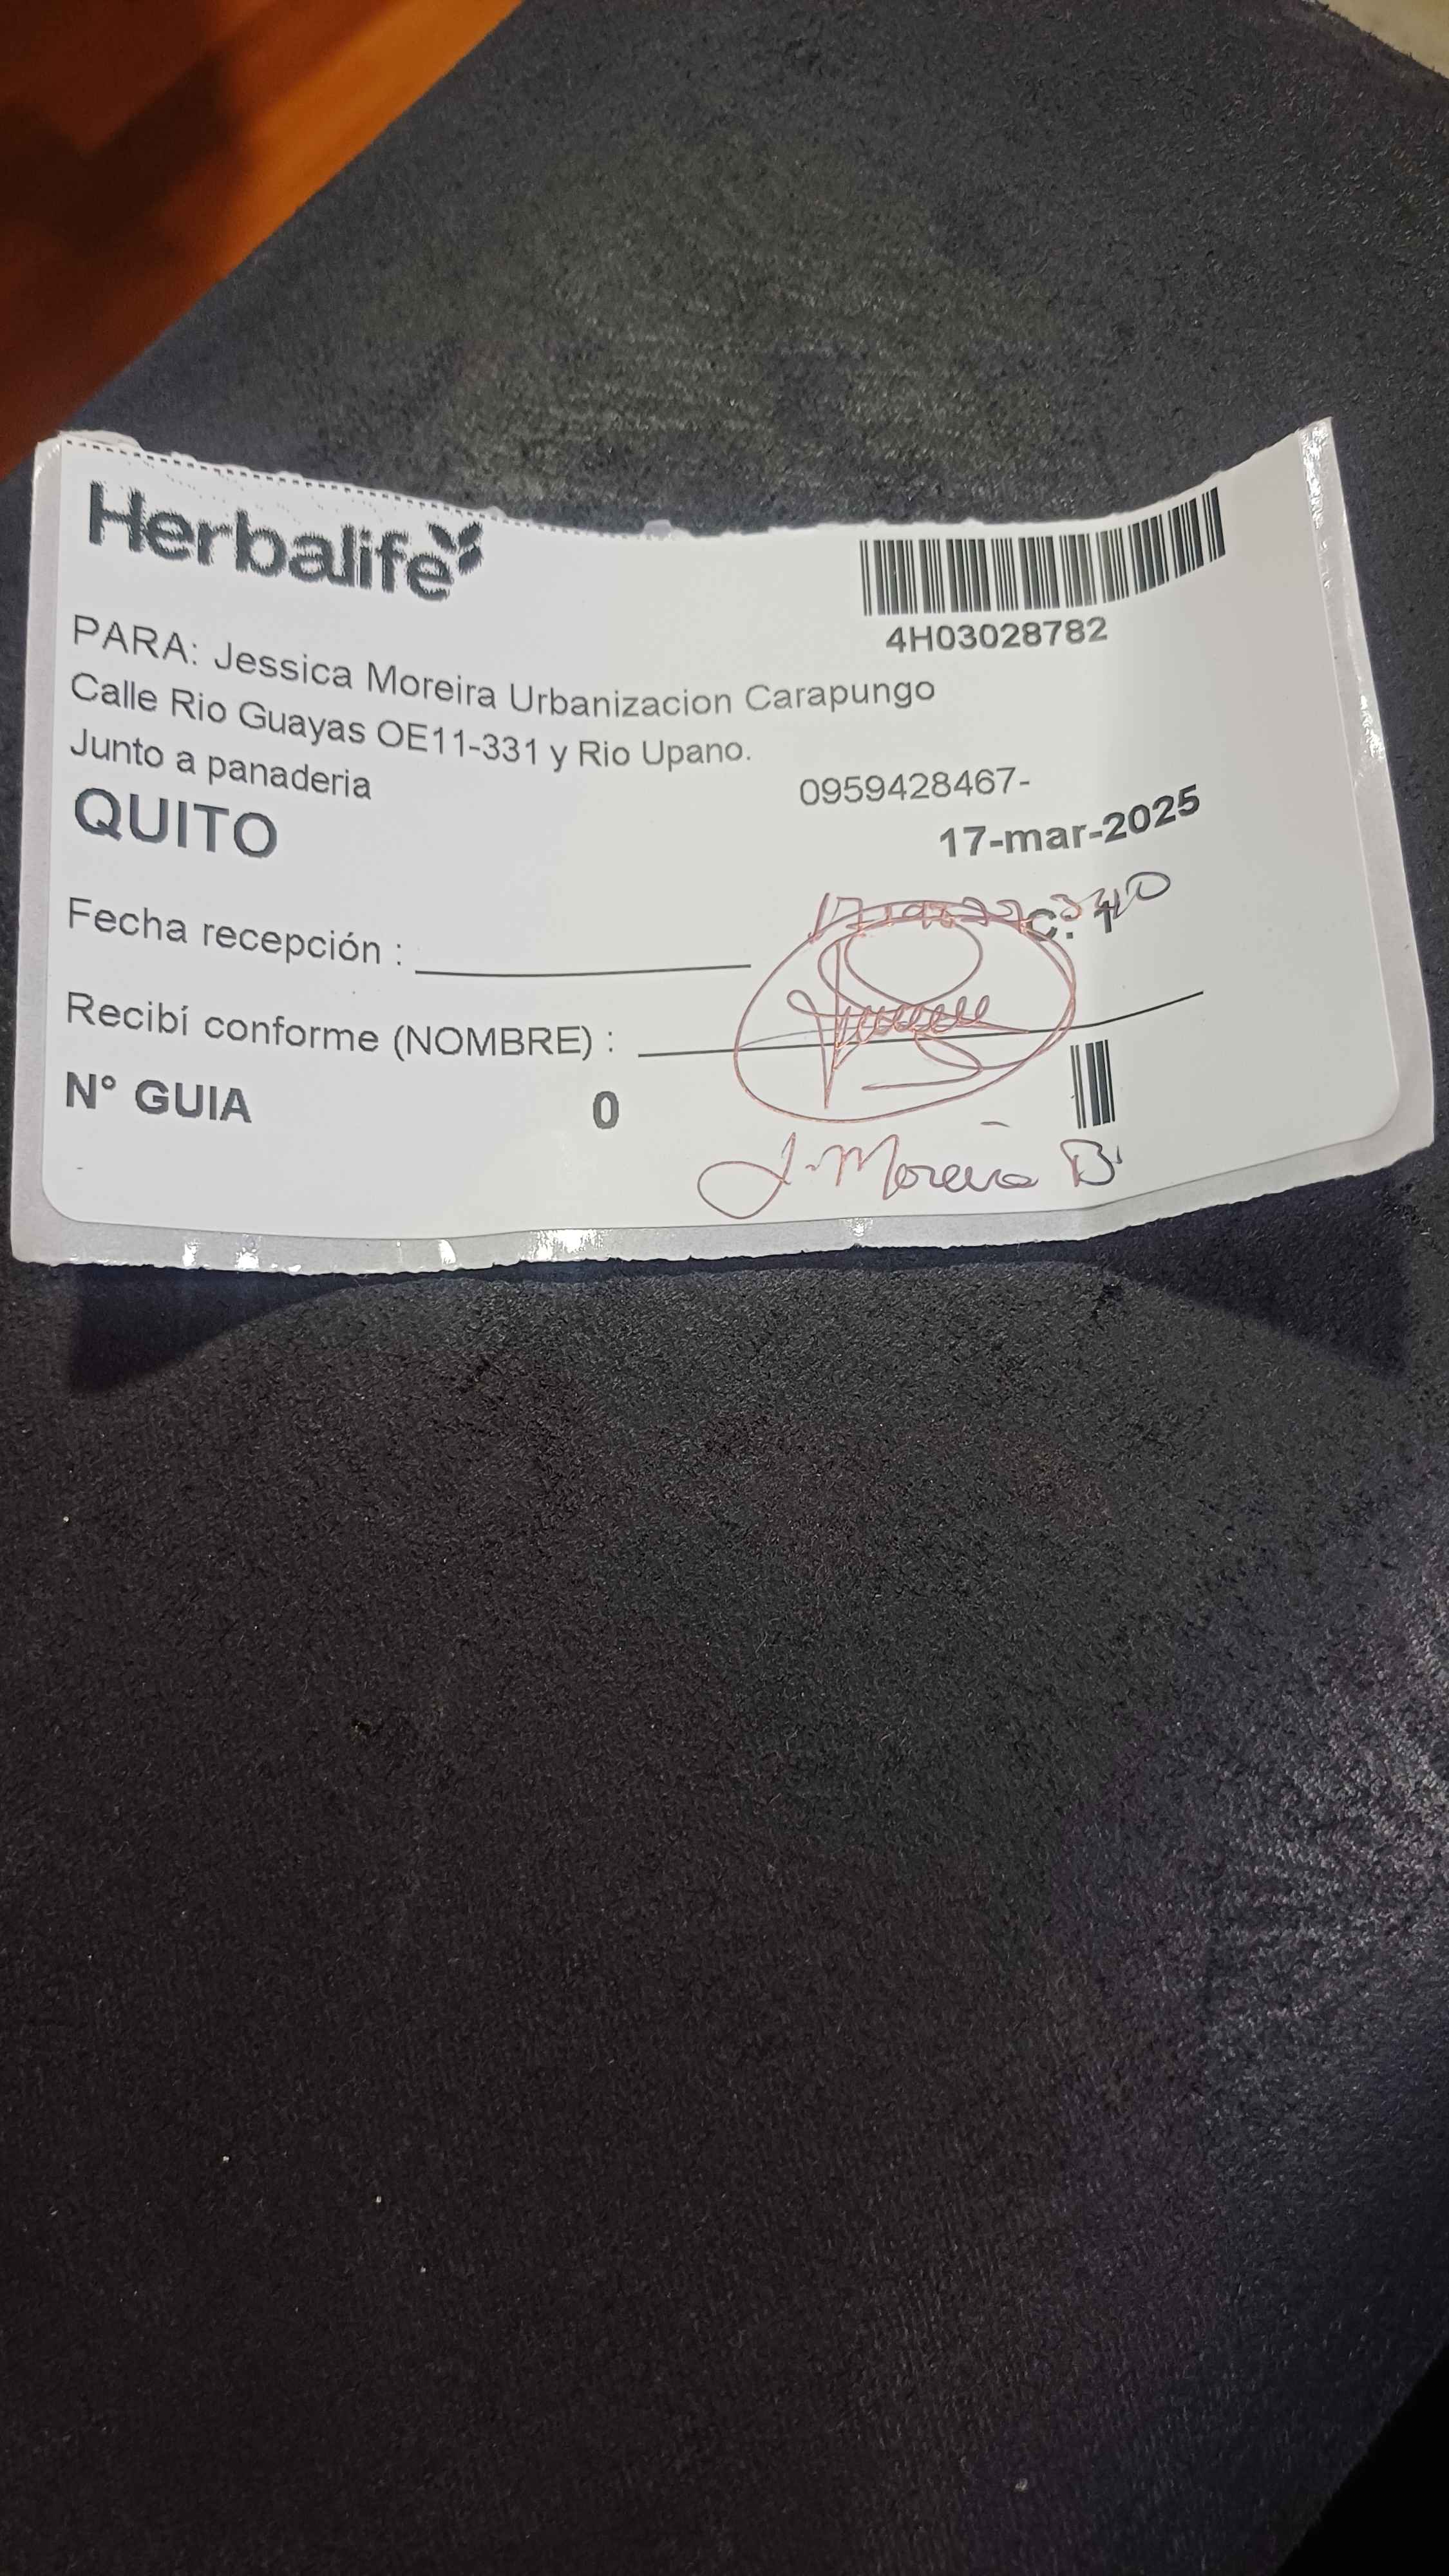 Herbalife
4H03028782
PARA: Jessica Moreira Urbanizacion Carapungo
Calle Rio Guayas OE11-331 y Rio Upano.
Junto a panaderia
0959428467-
QUITO
17-mar-2025
C: 1
Fecha recepción :
Recibí conforme (NOMBRE) :
N° GUIA 0
J. Moreira B